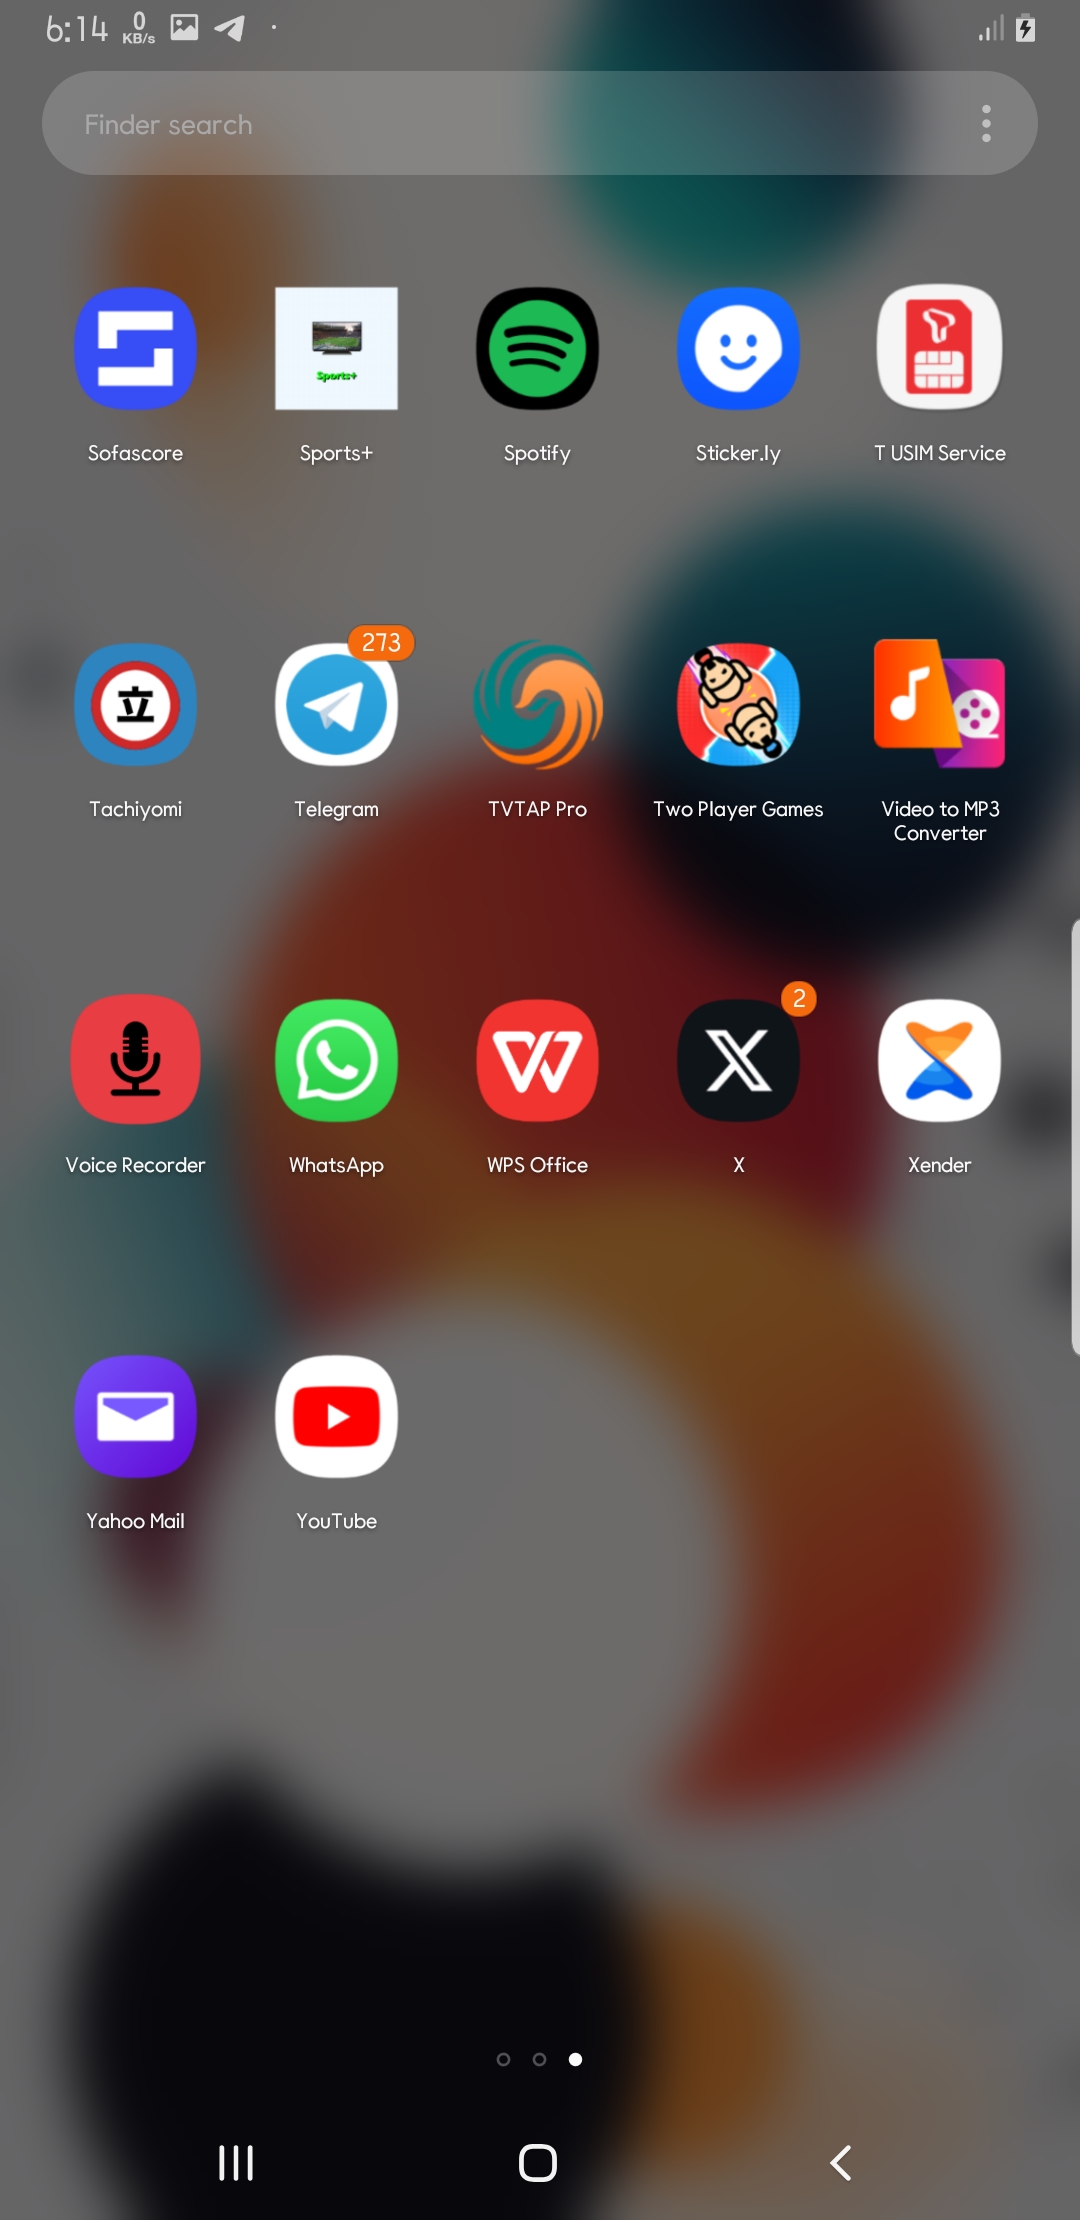 6:14
0
KB/s
Finder search
Sports+
Sofascore
Sports+
Spotify
Sticker.ly
T USIM Service
立
273
Tachiyomi
Telegram
TVTAP Pro
Two Player Games
Video to MP3
Converter
2
Voice Recorder
WhatsApp
WPS Office
X
Xender
Yahoo Mail
YouTube